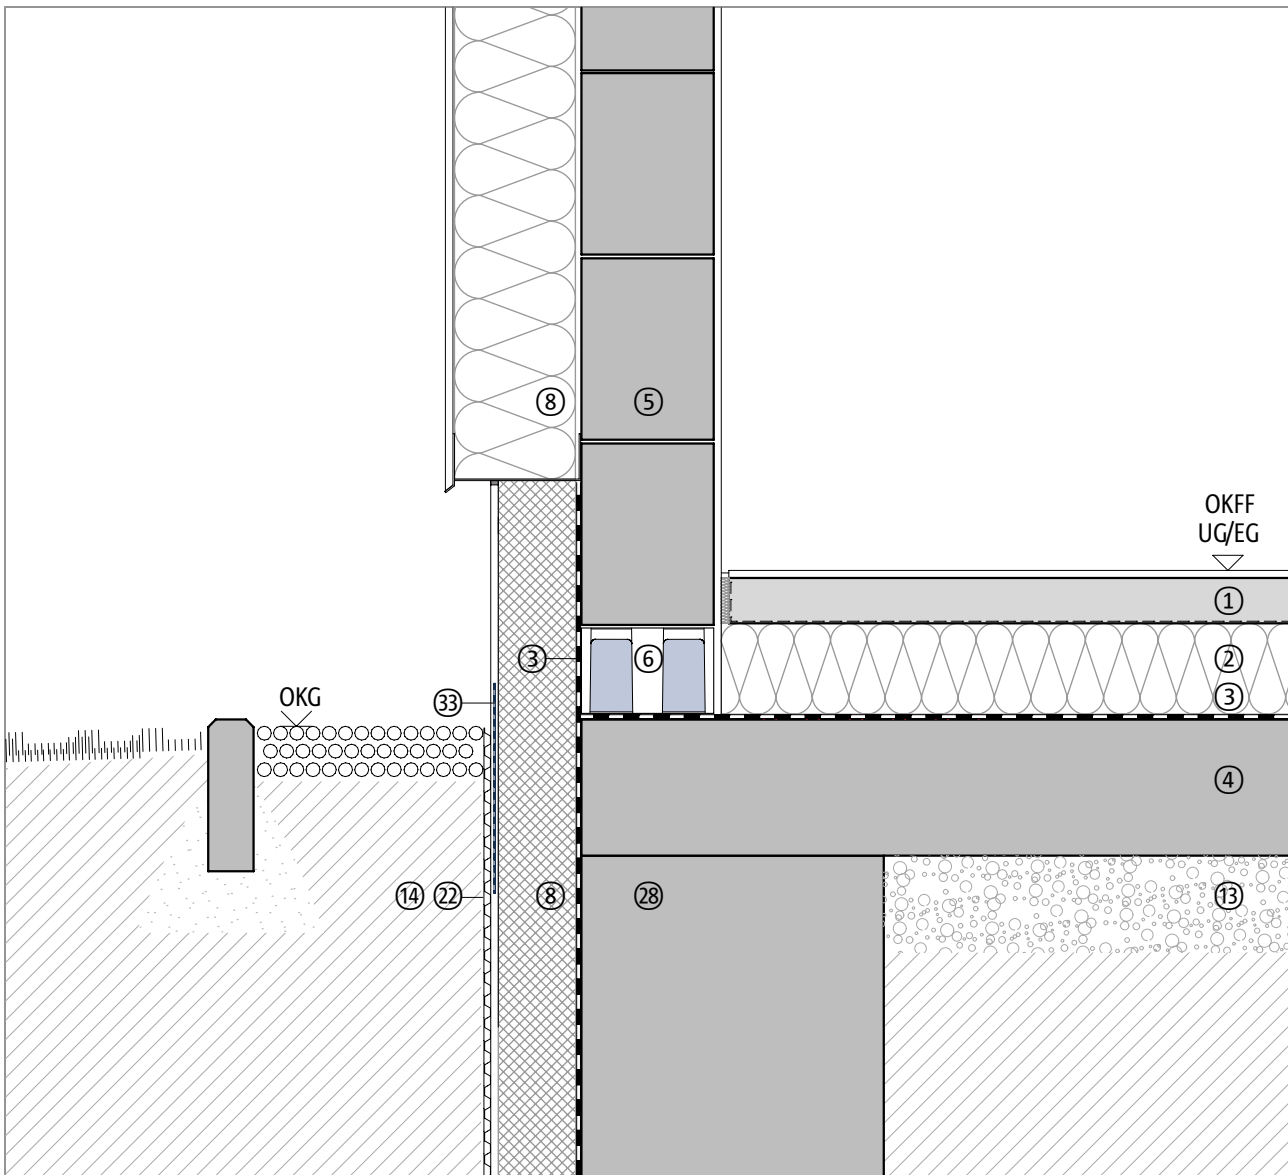 ⑧ ⑤
OKFF
UG/EG
①
③ ⑥ ②
OKG ㉝ ③
④
⑭ ㉒ ⑧ ㉘ ⑬